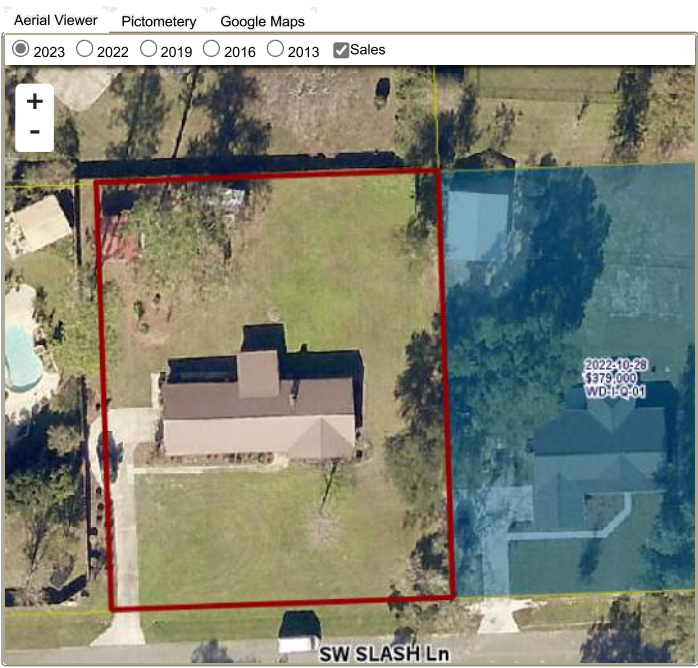 Aerial Viewer Pictometery Google Maps
2023 2022 2019 2016 2013 Sales
+
-
2022-10-28
$379,000
WD-I-Q-01
SW SLASH Ln